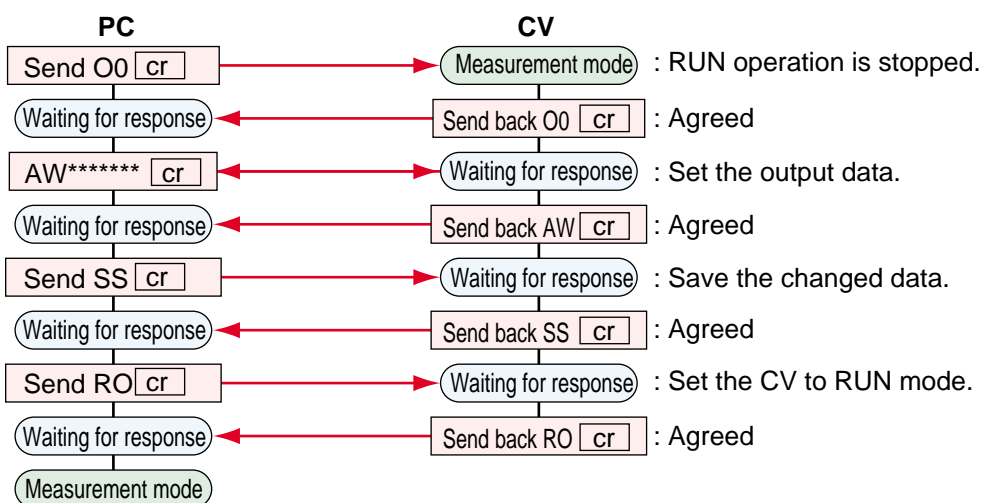 PC CV
Send O0 cr Measurement mode : RUN operation is stopped.
Waiting for response Send back O0 cr : Agreed
AW******* cr Waiting for response : Set the output data.
Waiting for response Send back AW cr : Agreed
Send SS cr Waiting for response : Save the changed data.
Waiting for response Send back SS cr : Agreed
Send RO cr Waiting for response : Set the CV to RUN mode.
Waiting for response Send back RO cr : Agreed
Measurement mode